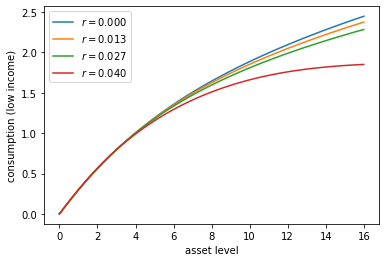 2.5
2.0
1.5
1.0
0.5
0.0
consumption (low income)
r = 0.000
r = 0.013
r = 0.027
r = 0.040
0 2 4 6 8 10 12 14 16
asset level